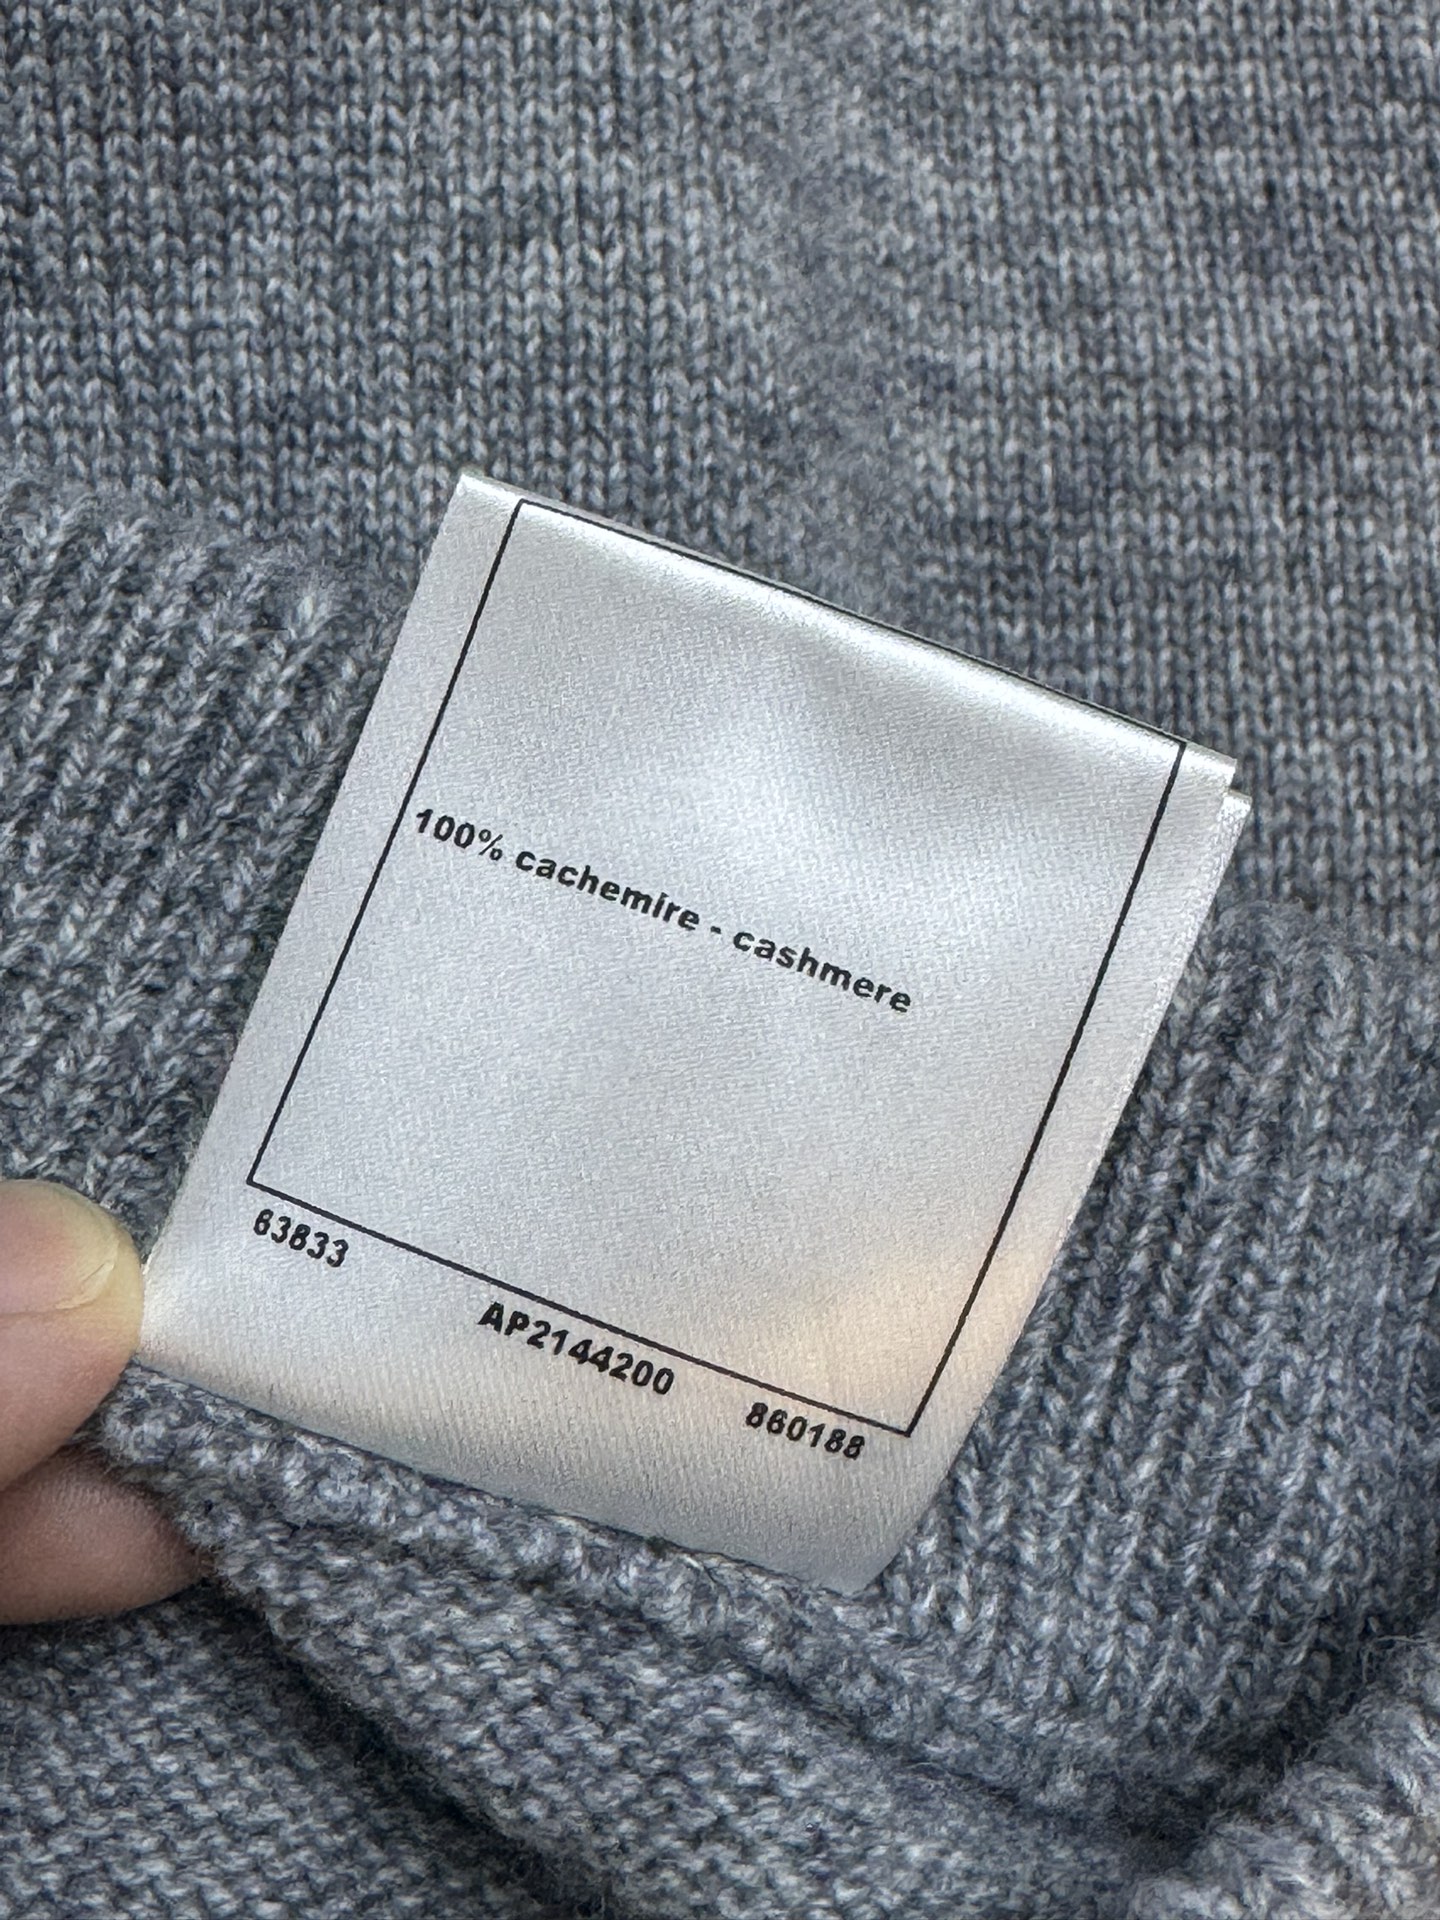 100% cachemire - cashmere
63833
AP2144200
860188